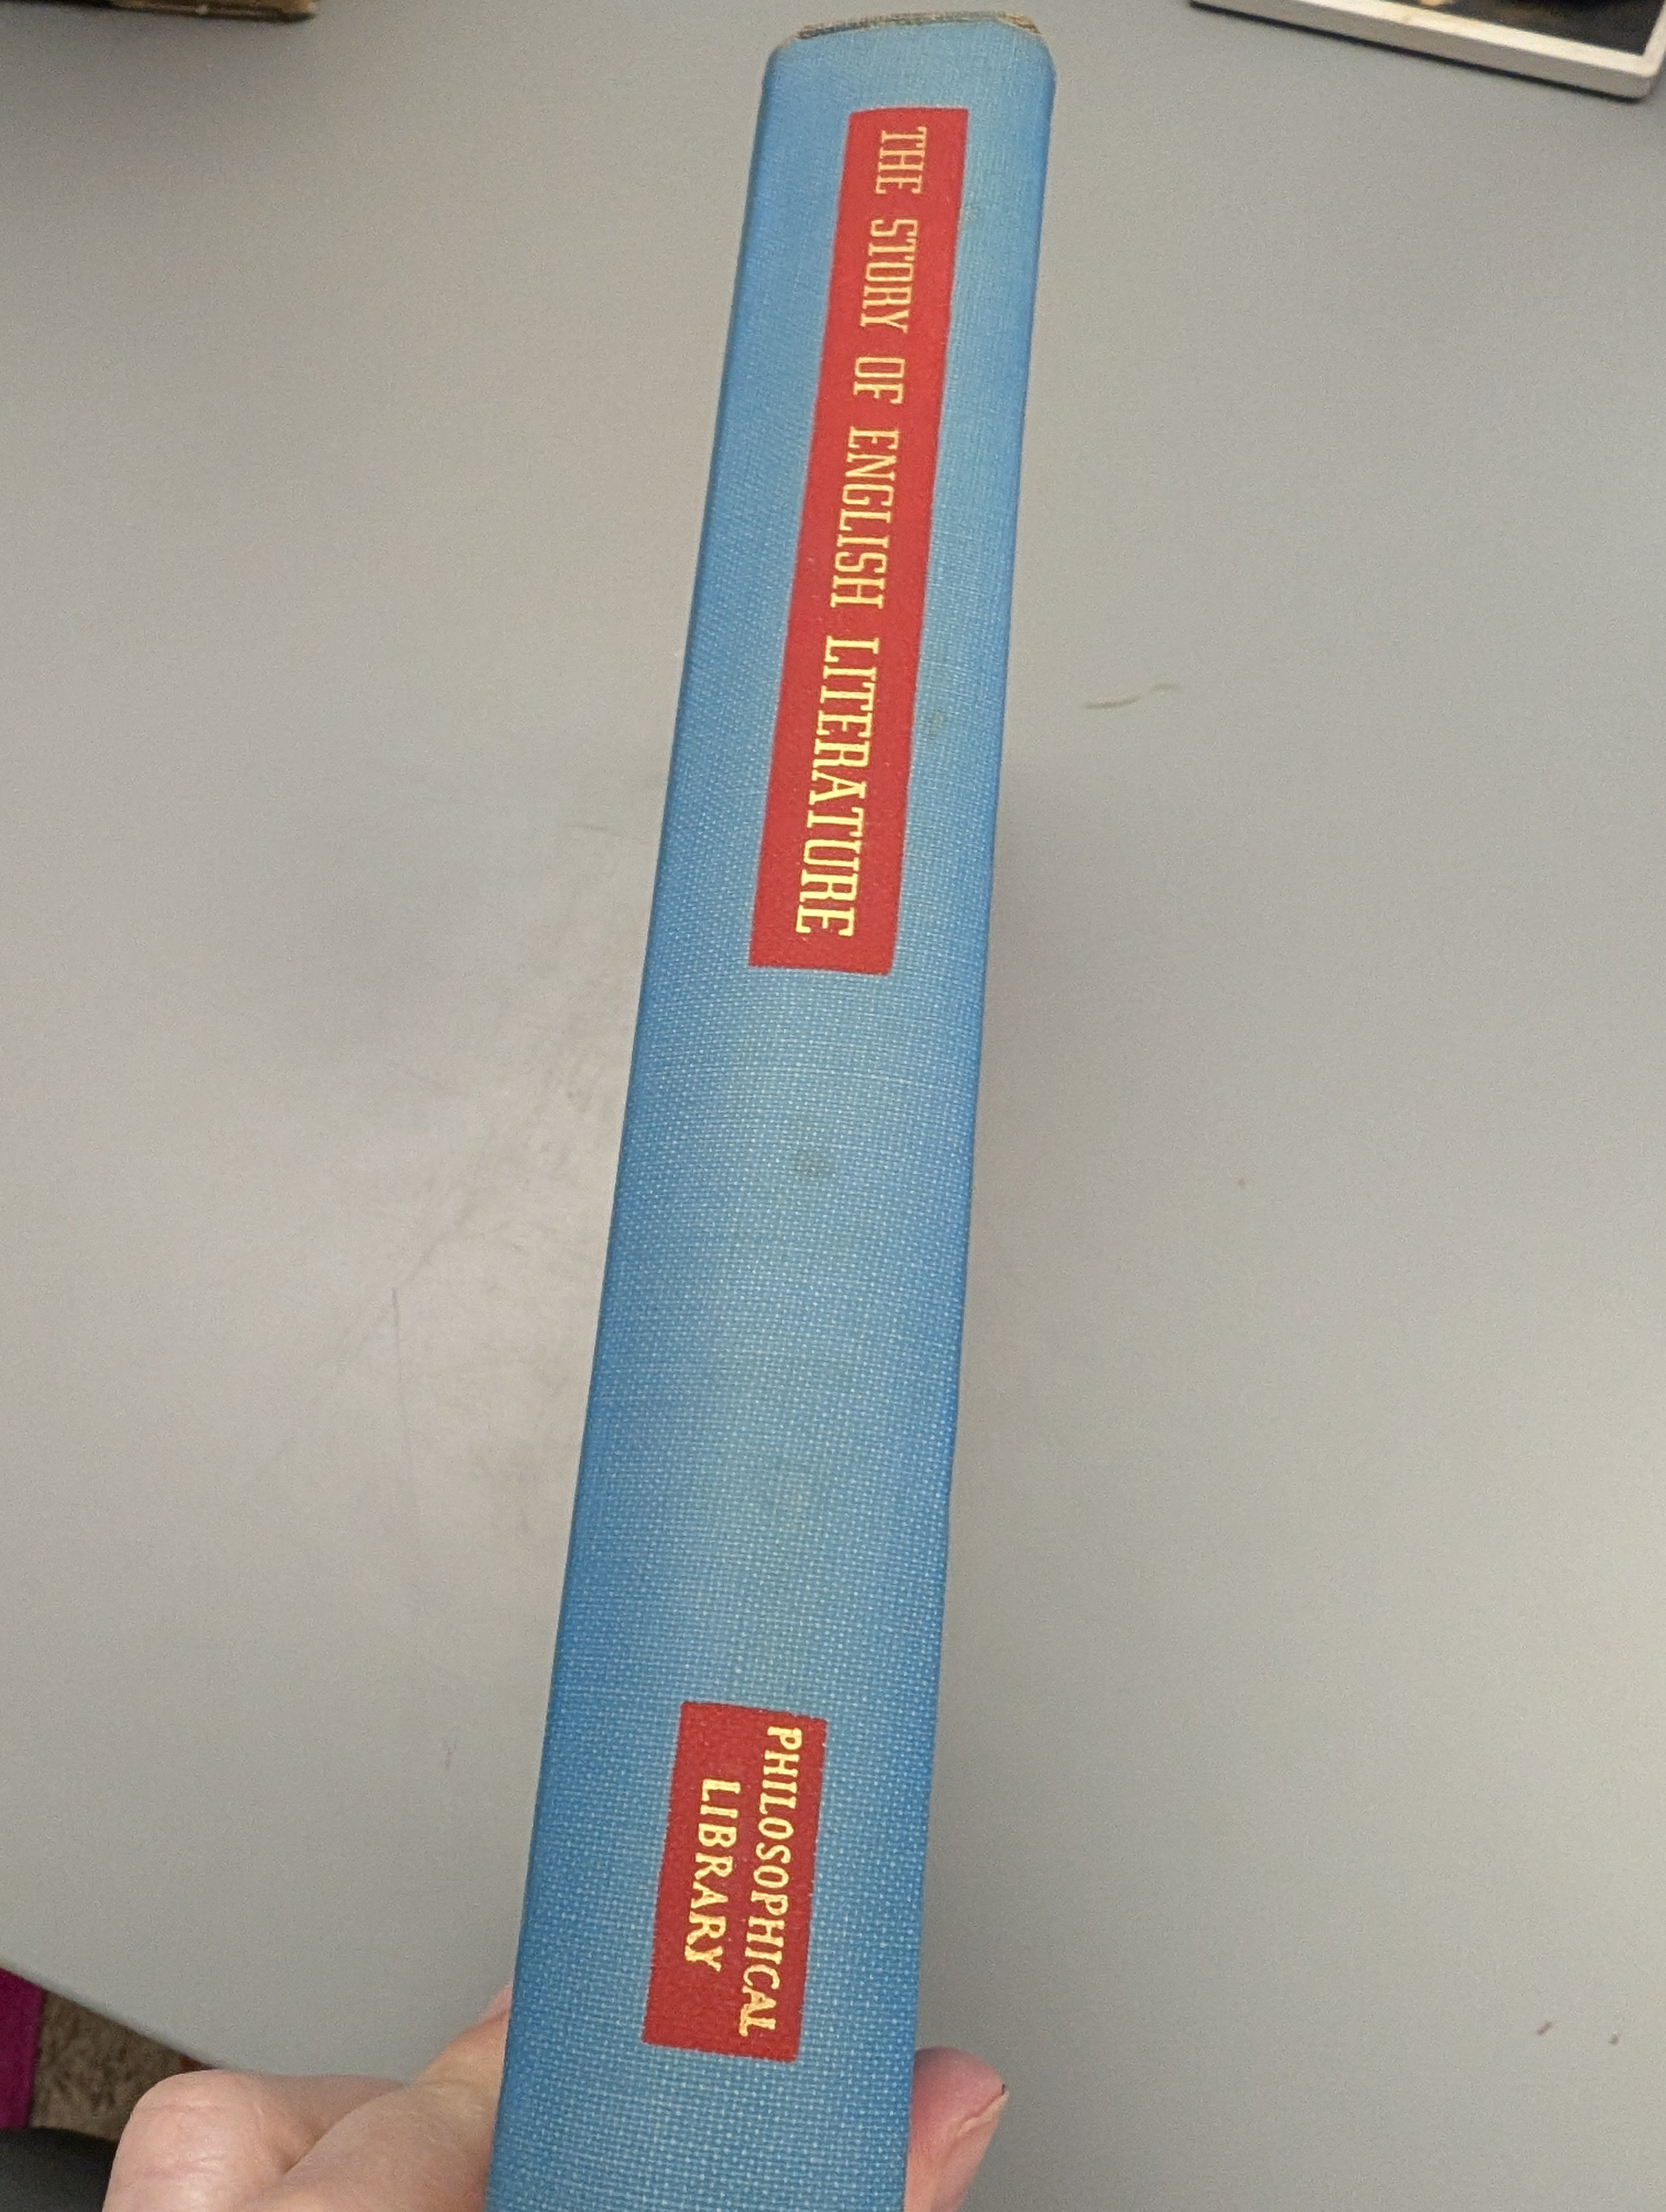 THE STORY OF ENGLISH LITERATURE
PHILOSOPHICAL
LIBRARY